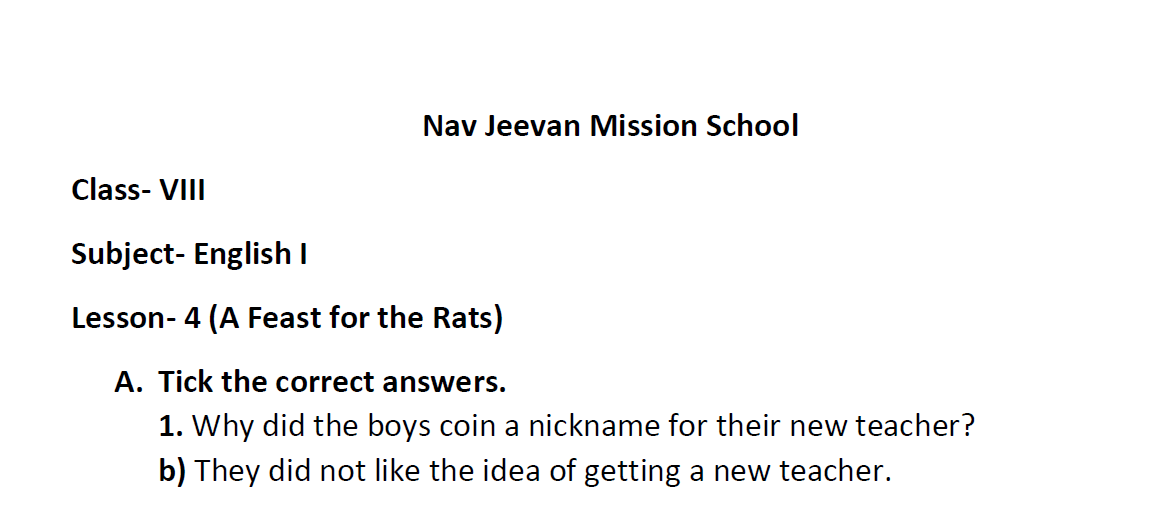 Nav Jeevan Mission School
Class- VIII
Subject- English I
Lesson- 4 (A Feast for the Rats)
A. Tick the correct answers.
1. Why did the boys coin a nickname for their new teacher?
b) They did not like the idea of getting a new teacher.